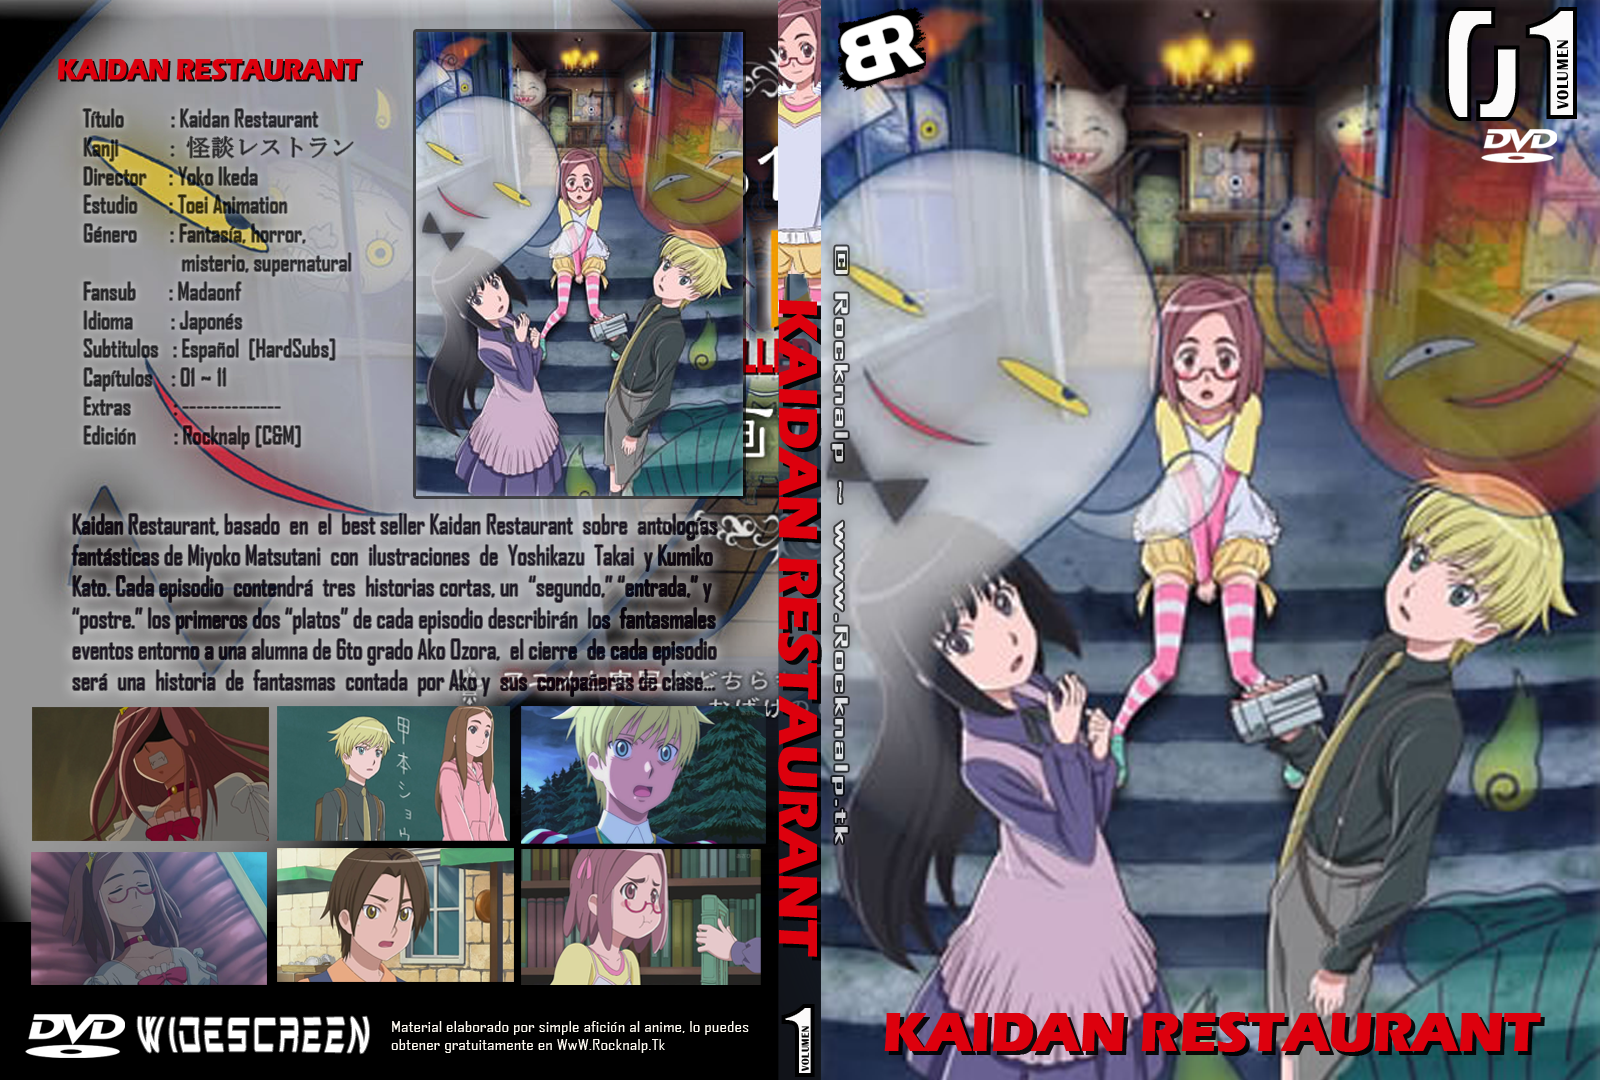 KAIDAN RESTAURANT
Título : Kaidan Restaurant
Kanji : 怪談レストラン
Director : Yoko Ikeda
Estudio : Toei Animation
Género : Fantasía, horror,
misterio, supernatural
Fansub : Madaonf
Idioma : Japonés
Subtitulos : Español [HardSubs]
Capítulos : 01 ~ 11
Extras : --------------
Edición : Rocknalp [C&M]
Kaidan Restaurant, basado en el best seller Kaidan Restaurant sobre antologías
fantásticas de Miyoko Matsutani con ilustraciones de Yoshikazu Takai y Kumiko
Kato. Cada episodio contendrá tres historias cortas, un “segundo,” “entrada,” y
“postre.” los primeros dos “platos” de cada episodio describirán los fantasmales
eventos entorno a una alumna de 6to grado Ako Ozora, el cierre de cada episodio
será una historia de fantasmas contada por Ako y sus compañeras de clase...
甲本ショウ
DVD WIDESCREEN
Material elaborado por simple afición al anime, lo puedes
obtener gratuitamente en WwW.Rocknalp.Tk
KAIDAN RESTAURANT
1 VOLUMEN
© Rocknalp ~ www.Rocknalp.tk
BR
01 VOLUMEN
DVD
KAIDAN RESTAURANT